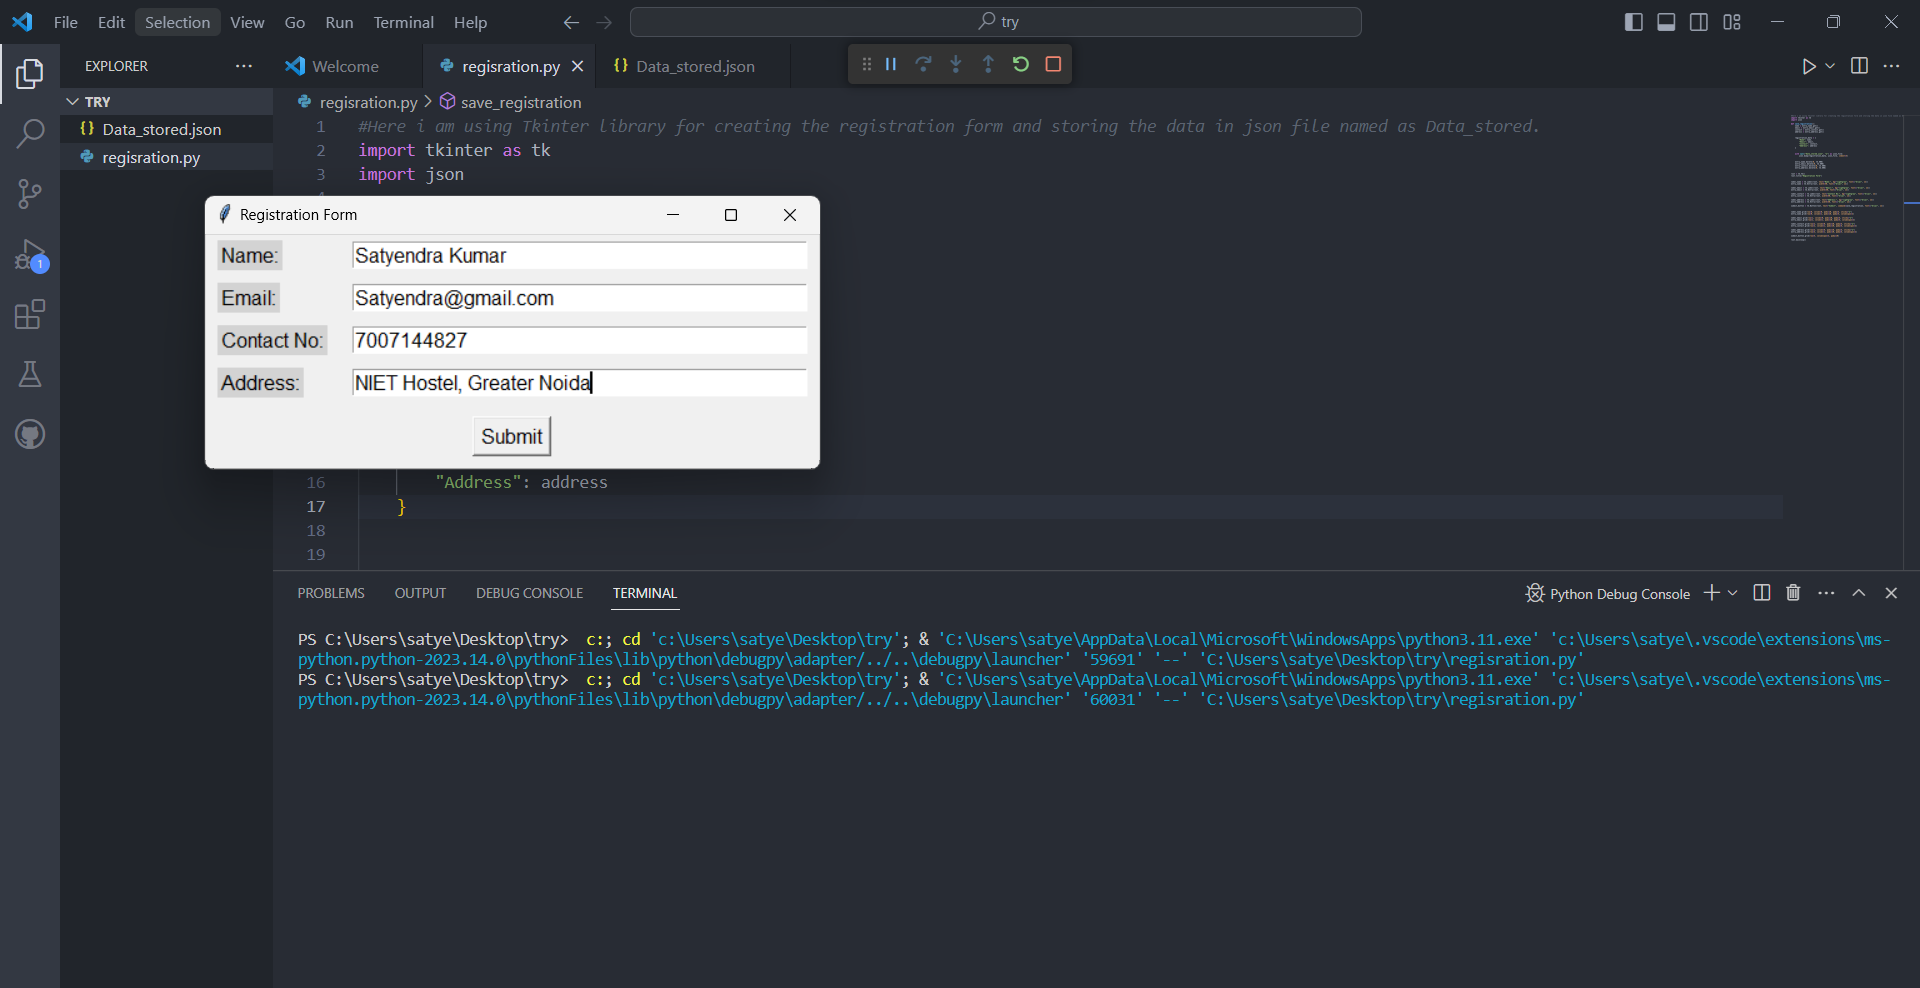 File Edit Selection View Go Run Terminal Help
try
EXPLORER
Welcome
regisration.py
Data_stored.json
TRY
Data_stored.json
regisration.py
regisration.py > save_registration
1 #Here i am using Tkinter library for creating the registration form and storing the data in json file named as Data_stored.
2 import tkinter as tk
3 import json
Registration Form
Name: Satyendra Kumar
Email: Satyendra@gmail.com
Contact No: 7007144827
Address: NIET Hostel, Greater Noida
Submit
16 "Address": address
17 }
18
19
1
PROBLEMS OUTPUT DEBUG CONSOLE TERMINAL
Python Debug Console
PS C:\Users\satye\Desktop\try> c:; cd 'c:\Users\satye\Desktop\try'; & 'C:\Users\satye\AppData\Local\Microsoft\WindowsApps\python3.11.exe' 'c:\Users\satye\.vscode\extensions\ms-
python.python-2023.14.0\pythonFiles\lib\python\debugpy\adapter/../..\debugpy\launcher' '59691' '--' 'C:\Users\satye\Desktop\try\regisration.py'
PS C:\Users\satye\Desktop\try> c:; cd 'c:\Users\satye\Desktop\try'; & 'C:\Users\satye\AppData\Local\Microsoft\WindowsApps\python3.11.exe' 'c:\Users\satye\.vscode\extensions\ms-
python.python-2023.14.0\pythonFiles\lib\python\debugpy\adapter/../..\debugpy\launcher' '60031' '--' 'C:\Users\satye\Desktop\try\regisration.py'